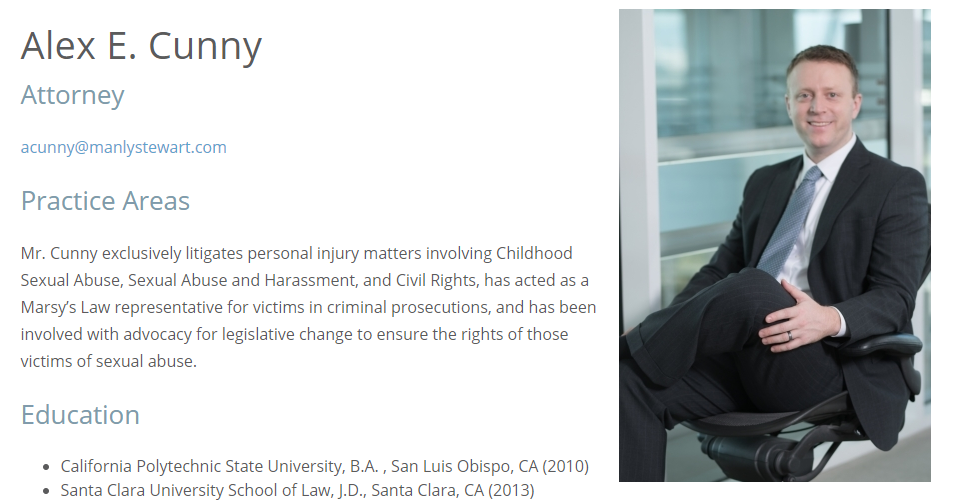 Alex E. Cunny
Attorney
acunny@manlystewart.com
Practice Areas
Mr. Cunny exclusively litigates personal injury matters involving Childhood
Sexual Abuse, Sexual Abuse and Harassment, and Civil Rights, has acted as a
Marsy’s Law representative for victims in criminal prosecutions, and has been
involved with advocacy for legislative change to ensure the rights of those
victims of sexual abuse.
Education
• California Polytechnic State University, B.A. , San Luis Obispo, CA (2010)
• Santa Clara University School of Law, J.D., Santa Clara, CA (2013)